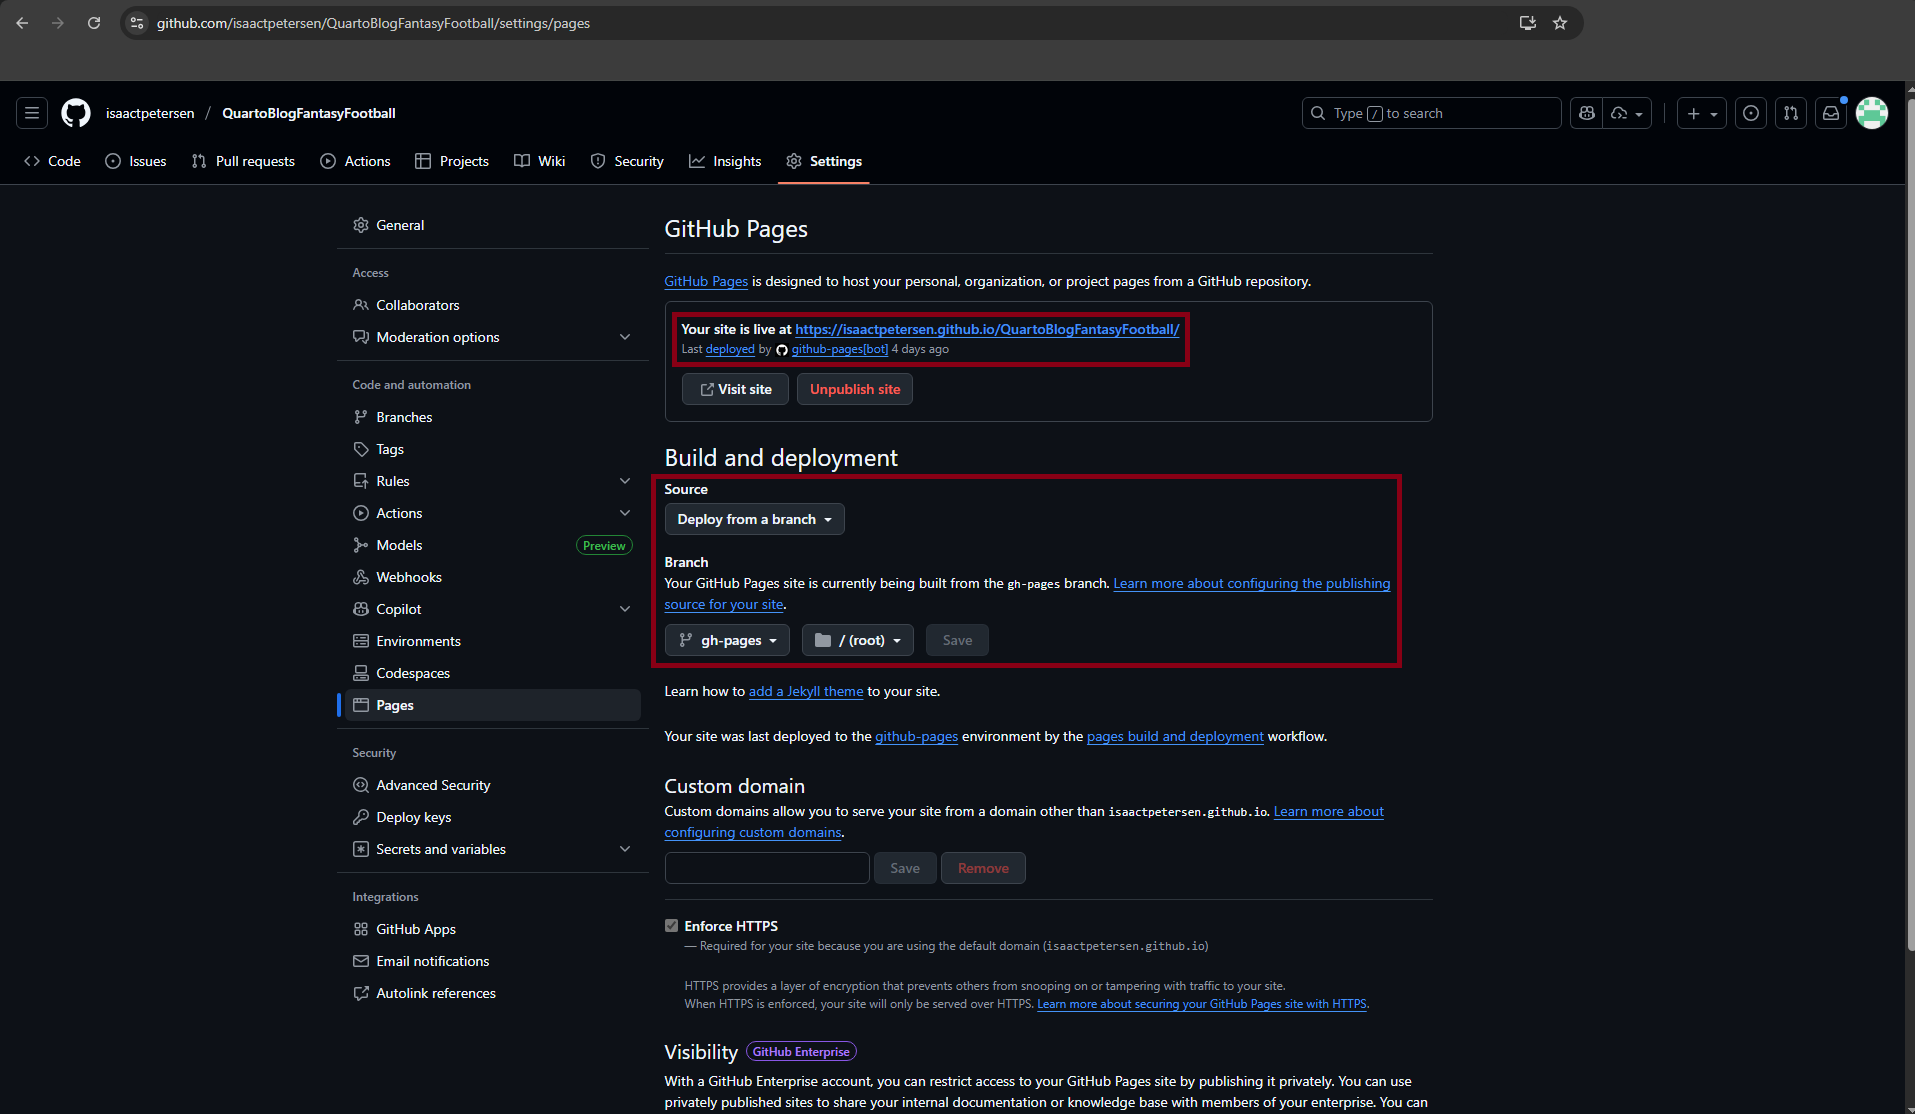 github.com/isaactpetersen/QuartoBlogFantasyFootball/settings/pages
isaactpetersen / QuartoBlogFantasyFootball
Type / to search
Code Issues Pull requests Actions Projects Wiki Security Insights Settings
General
Access
Collaborators
Moderation options
Code and automation
Branches
Tags
Rules
Actions
Models Preview
Webhooks
Copilot
Environments
Codespaces
Pages
Security
Advanced Security
Deploy keys
Secrets and variables
Integrations
GitHub Apps
Email notifications
Autolink references
GitHub Pages
GitHub Pages is designed to host your personal, organization, or project pages from a GitHub repository.
Your site is live at https://isaactpetersen.github.io/QuartoBlogFantasyFootball/
Last deployed by github-pages[bot] 4 days ago
Visit site Unpublish site
Build and deployment
Source
Deploy from a branch
Branch
Your GitHub Pages site is currently being built from the gh-pages branch. Learn more about configuring the publishing
source for your site.
gh-pages / (root) Save
Learn how to add a Jekyll theme to your site.
Your site was last deployed to the github-pages environment by the pages build and deployment workflow.
Custom domain
Custom domains allow you to serve your site from a domain other than isaactpetersen.github.io. Learn more about
configuring custom domains.
Save Remove
Enforce HTTPS
— Required for your site because you are using the default domain (isaactpetersen.github.io)
HTTPS provides a layer of encryption that prevents others from snooping on or tampering with traffic to your site.
When HTTPS is enforced, your site will only be served over HTTPS. Learn more about securing your GitHub Pages site with HTTPS.
Visibility GitHub Enterprise
With a GitHub Enterprise account, you can restrict access to your GitHub Pages site by publishing it privately. You can use
privately published sites to share your internal documentation or knowledge base with members of your enterprise. You can